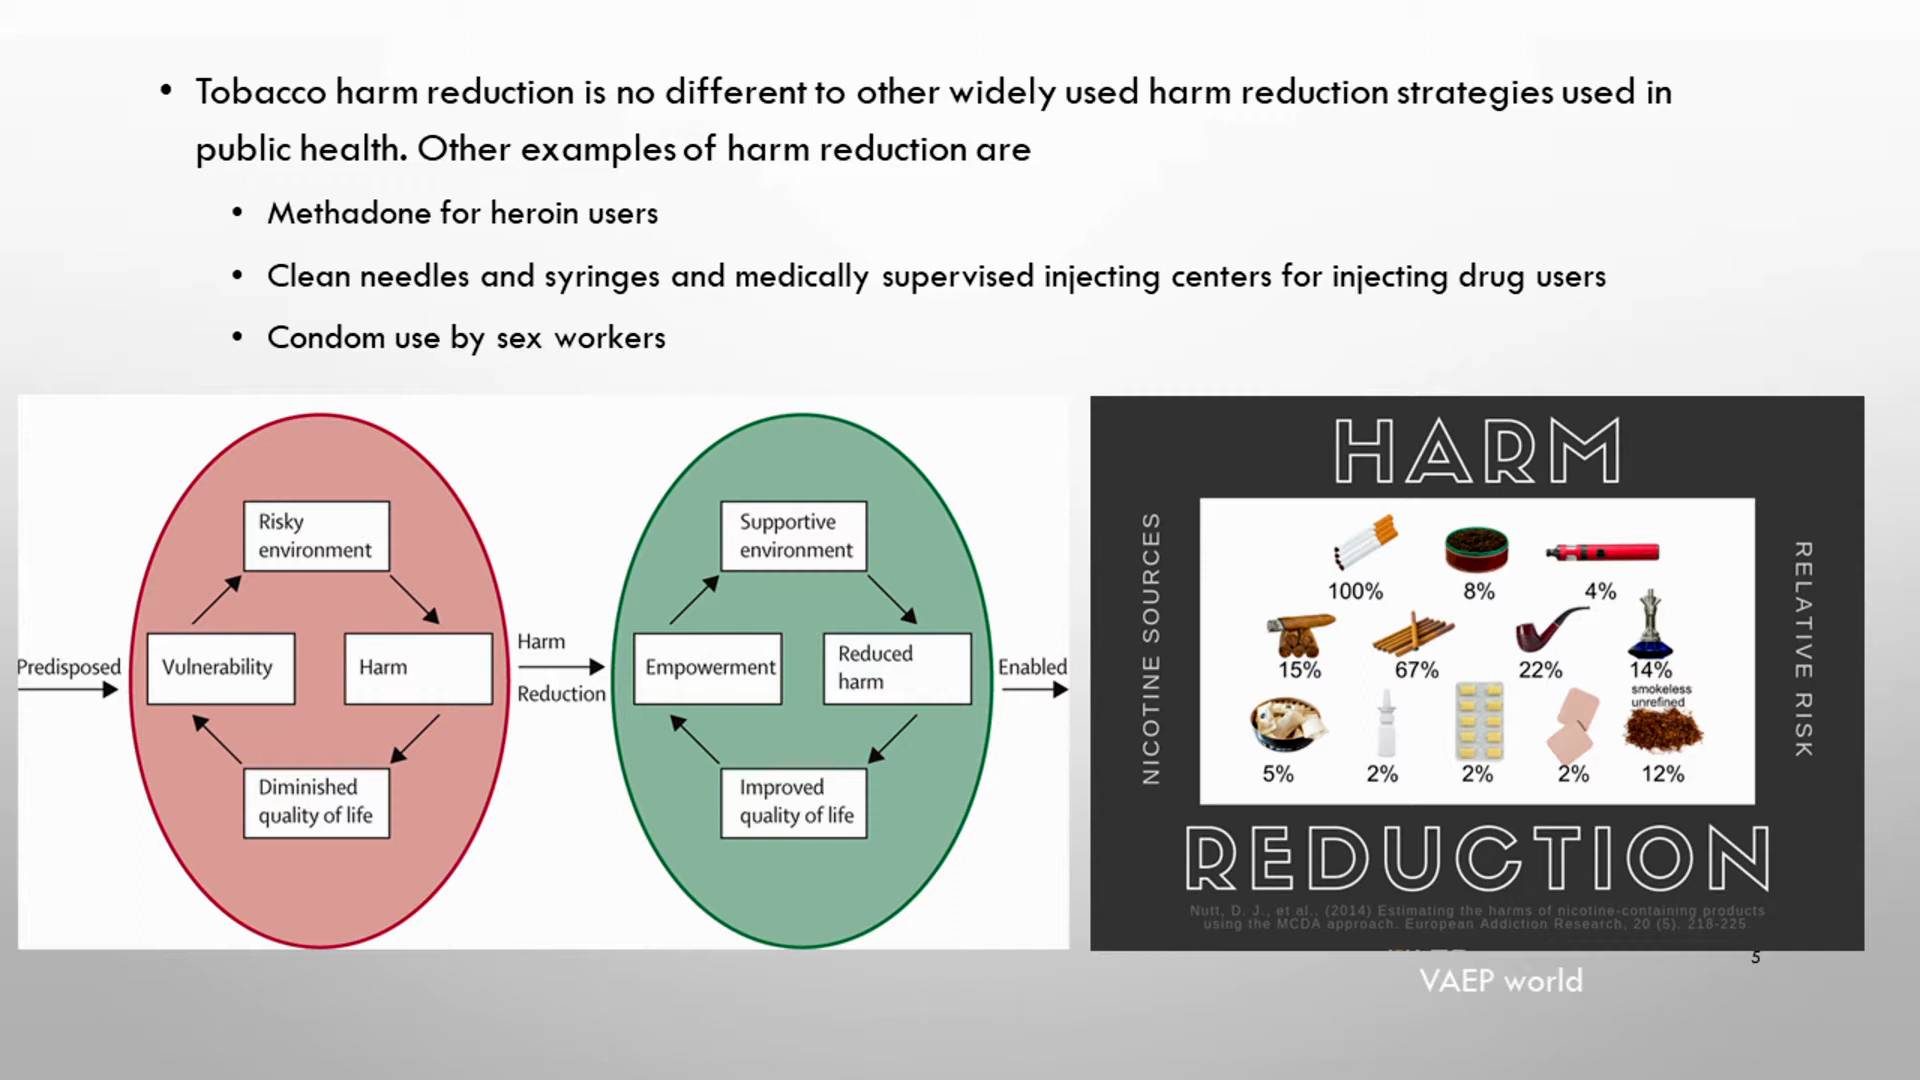 • Tobacco harm reduction is no different to other widely used harm reduction strategies used in
public health. Other examples of harm reduction are
• Methadone for heroin users
• Clean needles and syringes and medically supervised injecting centers for injecting drug users
• Condom use by sex workers
Predisposed
Risky
environment
Vulnerability
Harm
Diminished
quality of life
Harm
Reduction
Supportive
environment
Empowerment
Reduced
harm
Improved
quality of life
Enabled
HARM
NICOTINE SOURCES
100%
8%
4%
15%
67%
22%
14%
smokeless
unrefined
5%
2%
2%
2%
12%
RELATIVE RISK
REDUCTION
Nutt, D. J., et al., (2014) Estimating the harms of nicotine-containing products
using the MCDA approach. European Addiction Research, 20 (5). 218-225.
5
VAEP world